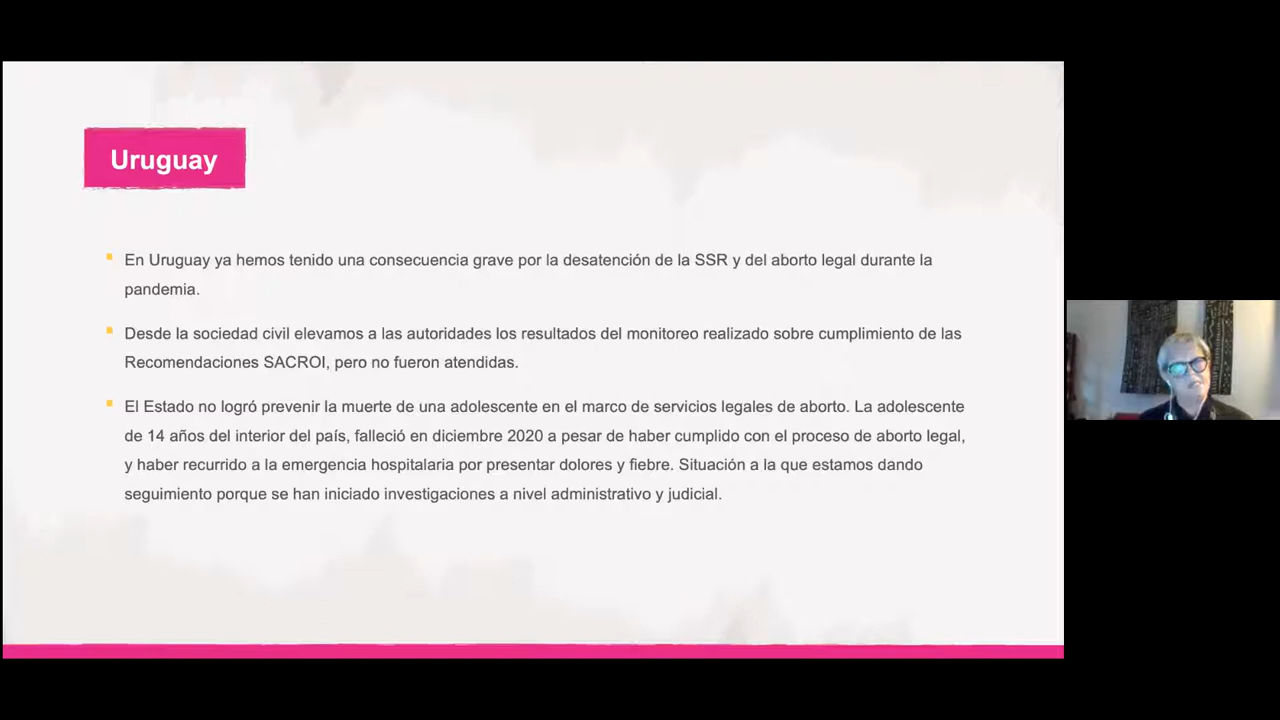 Uruguay
En Uruguay ya hemos tenido una consecuencia grave por la desatención de la SSR y del aborto legal durante la
pandemia.
Desde la sociedad civil elevamos a las autoridades los resultados del monitoreo realizado sobre cumplimiento de las
Recomendaciones SACROI, pero no fueron atendidas.
El Estado no logró prevenir la muerte de una adolescente en el marco de servicios legales de aborto. La adolescente
de 14 años del interior del país, falleció en diciembre 2020 a pesar de haber cumplido con el proceso de aborto legal,
y haber recurrido a la emergencia hospitalaria por presentar dolores y fiebre. Situación a la que estamos dando
seguimiento porque se han iniciado investigaciones a nivel administrativo y judicial.